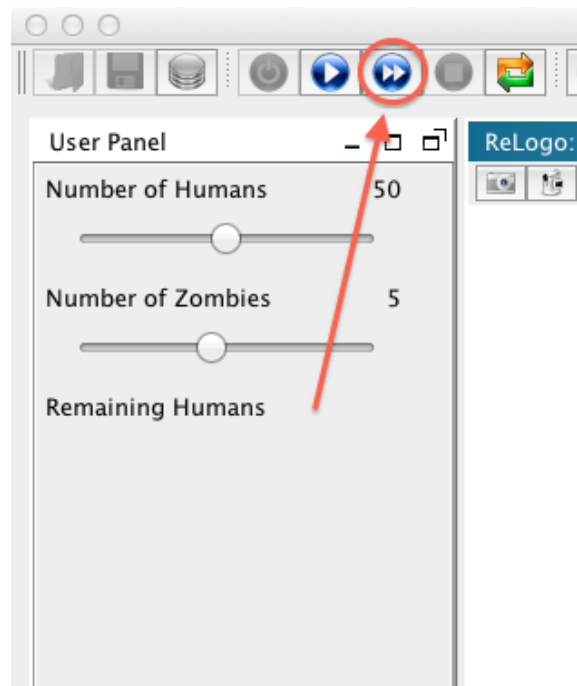 User Panel
ReLogo:
Number of Humans 50
Number of Zombies 5
Remaining Humans